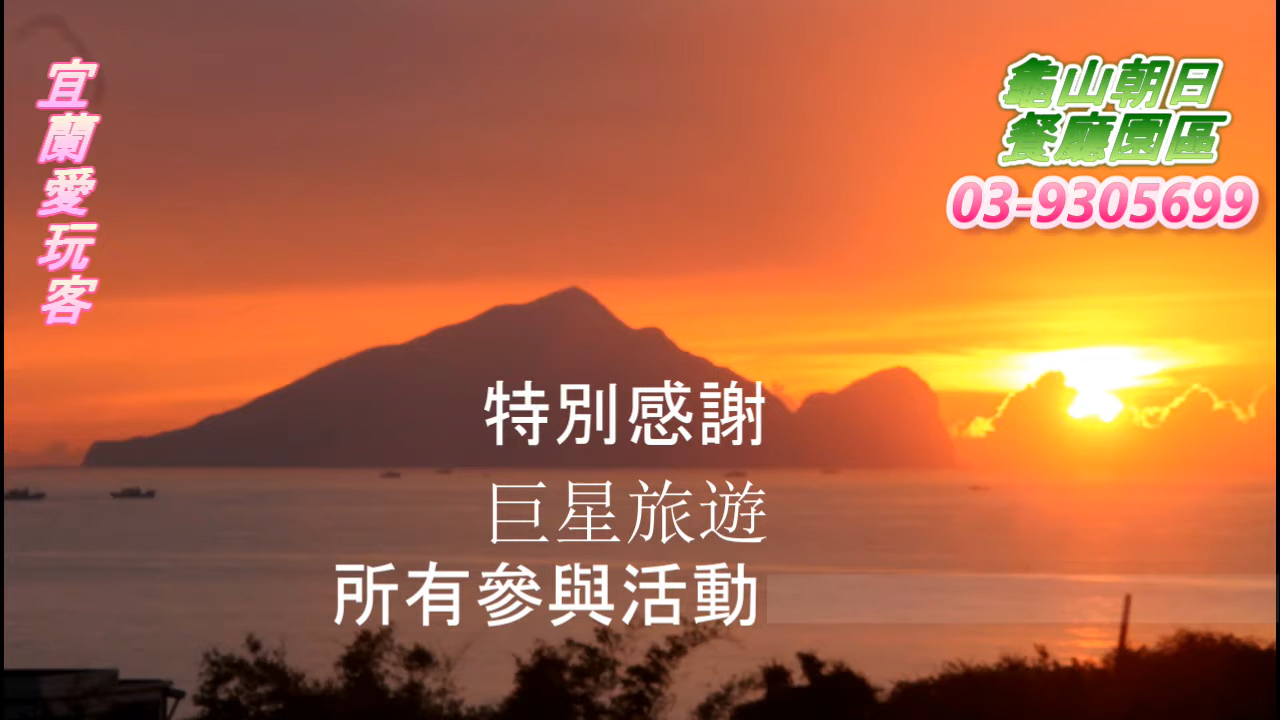 宜蘭愛玩客
龜山朝日
餐廳園區
03-9305699
特別感謝
巨星旅遊
所有參與活動